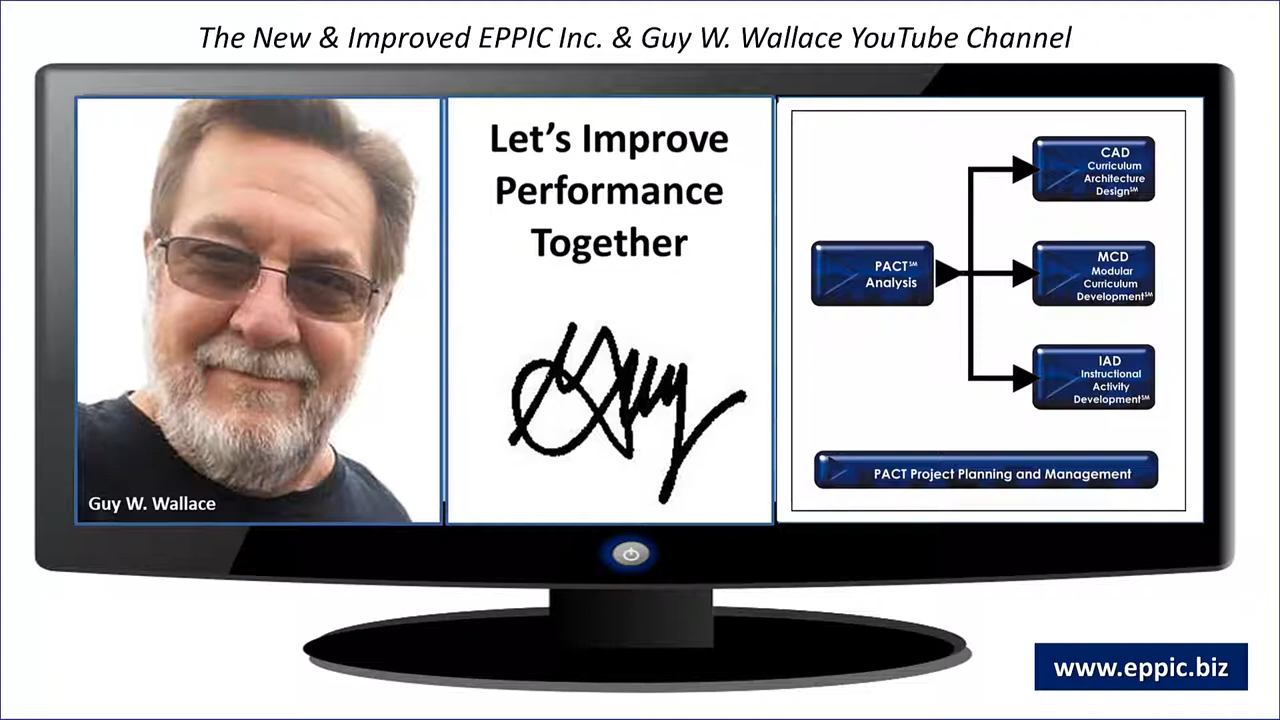 The New & Improved EPPIC Inc. & Guy W. Wallace YouTube Channel
Guy W. Wallace
Let's Improve
Performance
Together
Guy
PACT℠
Analysis
CAD
Curriculum
Architecture
Design℠
MCD
Modular
Curriculum
Development℠
IAD
Instructional
Activity
Development℠
PACT Project Planning and Management
www.eppic.biz